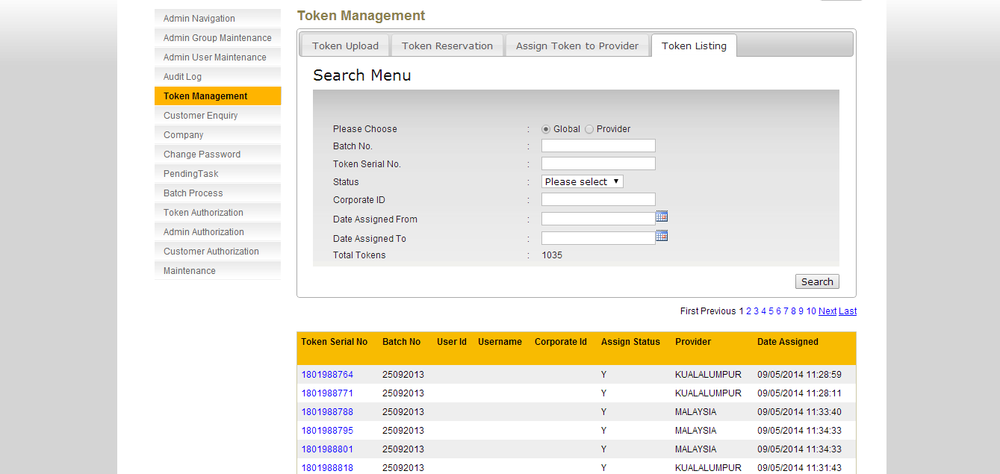 Admin Navigation
Admin Group Maintenance
Admin User Maintenance
Audit Log
Token Management
Customer Enquiry
Company
Change Password
PendingTask
Batch Process
Token Authorization
Admin Authorization
Customer Authorization
Maintenance
Token Management
Token Upload Token Reservation Assign Token to Provider Token Listing
Search Menu
Please Choose : Global Provider
Batch No. :
Token Serial No. :
Status : Please select ▼
Corporate ID :
Date Assigned From :
Date Assigned To :
Total Tokens : 1035
Search
First Previous 1 2 3 4 5 6 7 8 9 10 Next Last
Token Serial No Batch No User Id Username Corporate Id Assign Status Provider Date Assigned
1801988764 25092013 Y KUALALUMPUR 09/05/2014 11:28:59
1801988771 25092013 Y KUALALUMPUR 09/05/2014 11:28:11
1801988788 25092013 Y MALAYSIA 09/05/2014 11:33:40
1801988795 25092013 Y MALAYSIA 09/05/2014 11:34:33
1801988801 25092013 Y MALAYSIA 09/05/2014 11:34:33
1801988818 25092013 Y KUALALUMPUR 09/05/2014 11:31:43